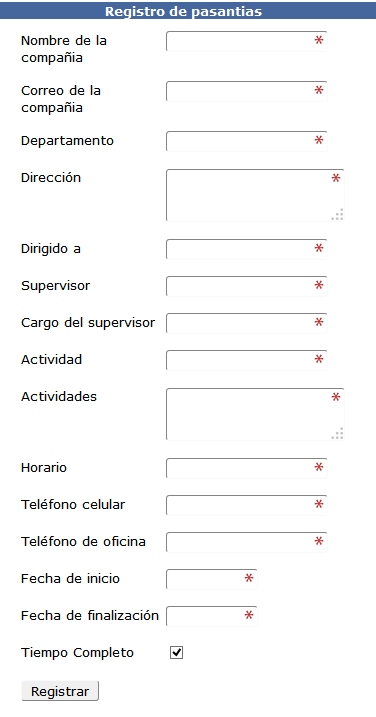 Registro de pasantias
Nombre de la
compañia
*
Correo de la
compañia
*
Departamento
*
Dirección
*
Dirigido a
*
Supervisor
*
Cargo del supervisor
*
Actividad
*
Actividades
*
Horario
*
Teléfono celular
*
Teléfono de oficina
*
Fecha de inicio
*
Fecha de finalización
*
Tiempo Completo
Registrar